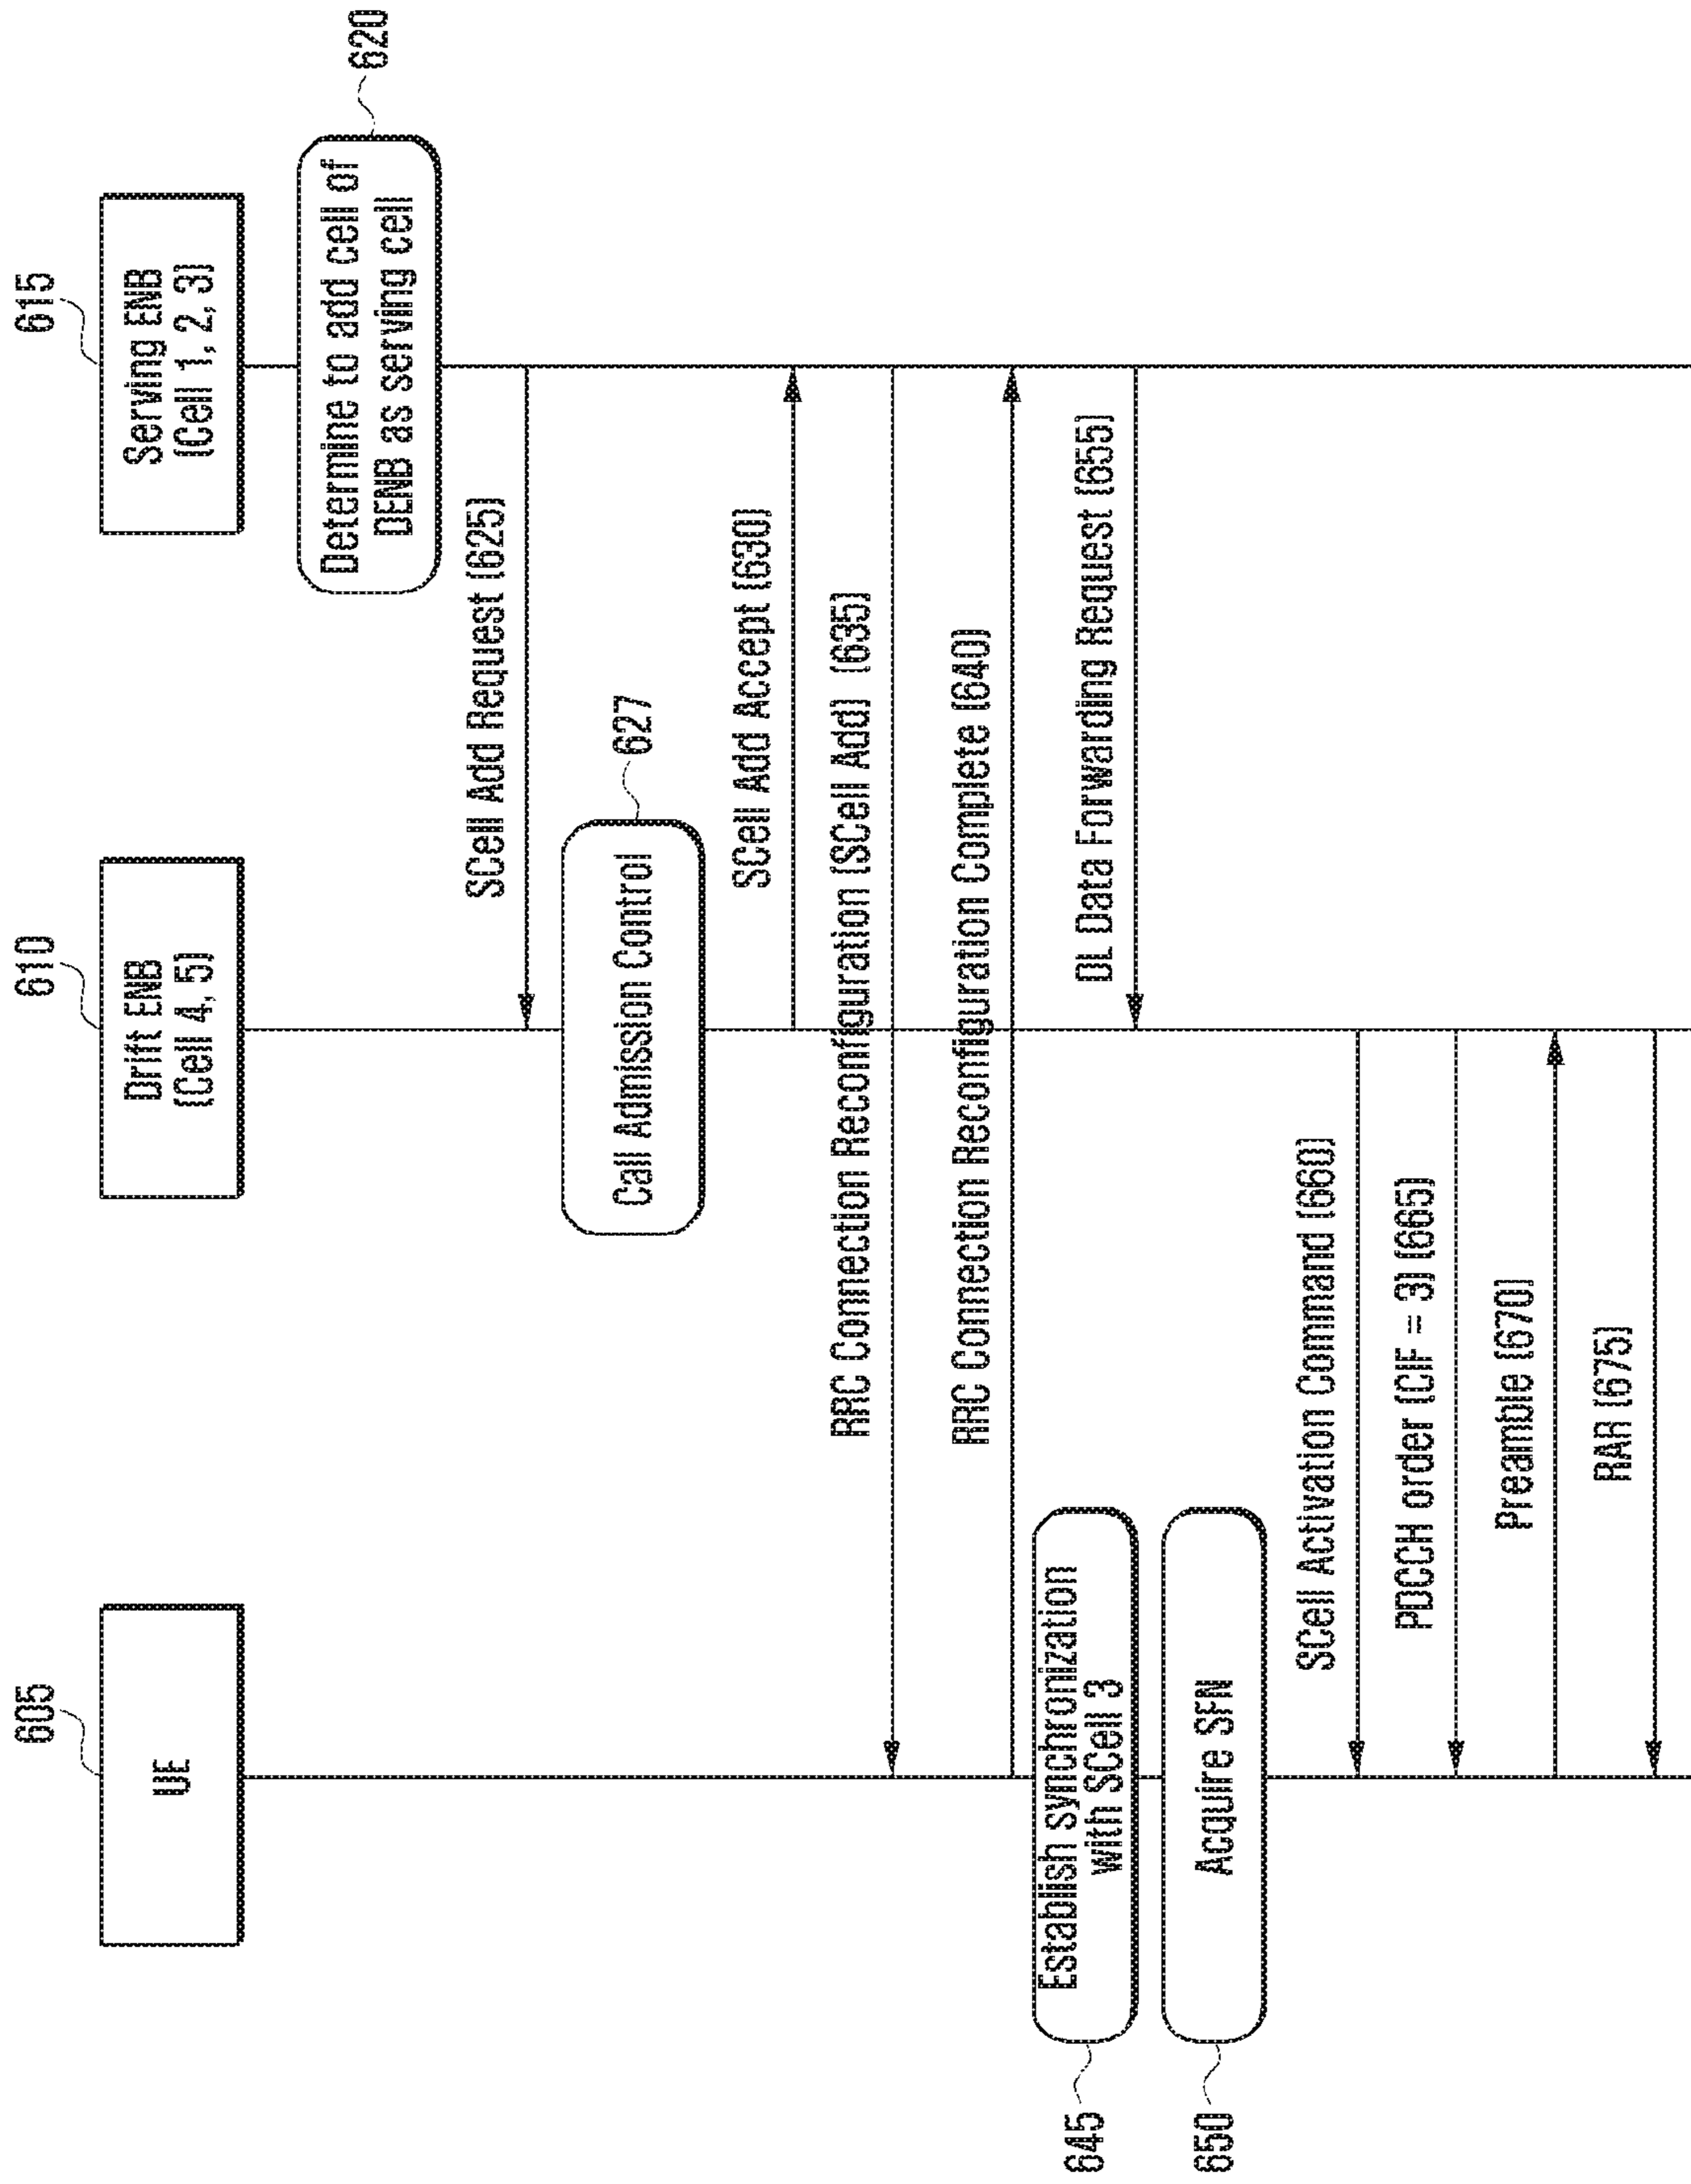 605
610
615
UE
Drift ENB
(Cell 4, 5)
Serving ENB
(Cell 1, 2, 3)
Determine to add cell of
DENB as serving cell
620
SCell Add Request (625)
Call Admission Control
627
SCell Add Accept (630)
RRC Connection Reconfiguration (SCell Add) (635)
RRC Connection Reconfiguration Complete (640)
645
Establish synchronization
with SCell 3
DL Data Forwarding Request (655)
650
Acquire SFN
SCell Activation Command (660)
PDCCH order (CIF = 3) (665)
Preamble (670)
RAR (675)